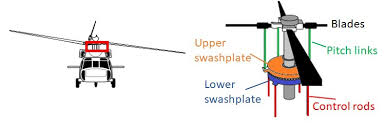 Blades
Upper
swashplate
Pitch links
Lower
swashplate
Control rods